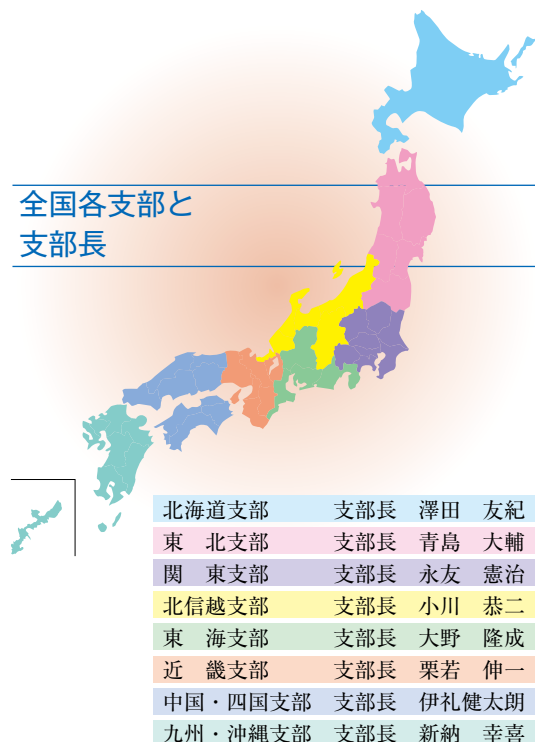 全国各支部と
支部長
北海道支部 支部長 澤田 友紀
東 北支部 支部長 青島 大輔
関 東支部 支部長 永友 憲治
北信越支部 支部長 小川 恭二
東 海支部 支部長 大野 隆成
近 畿支部 支部長 栗若 伸一
中国・四国支部 支部長 伊礼健太朗
九州・沖縄支部 支部長 新納 幸喜